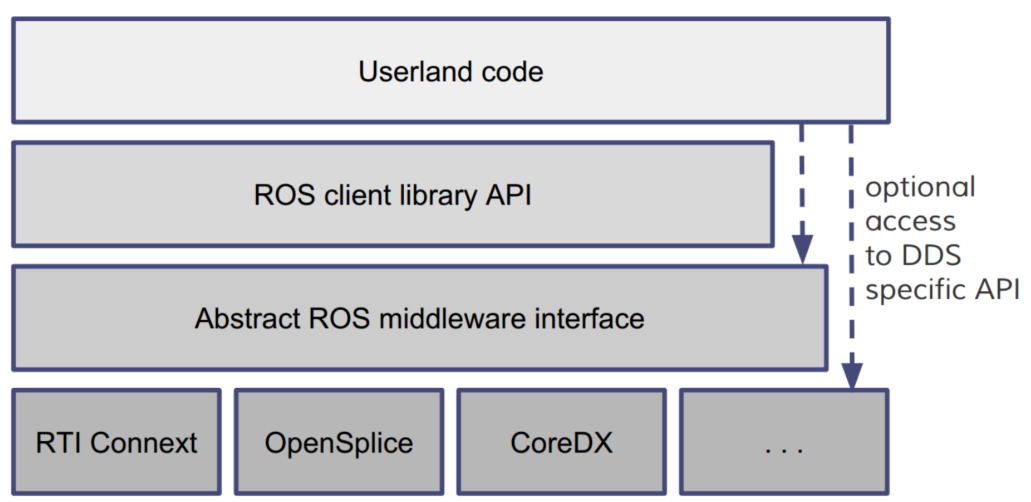 Userland code
ROS client library API
optional
access
to DDS
specific API
Abstract ROS middleware interface
RTI Connext
OpenSplice
CoreDX
. . .